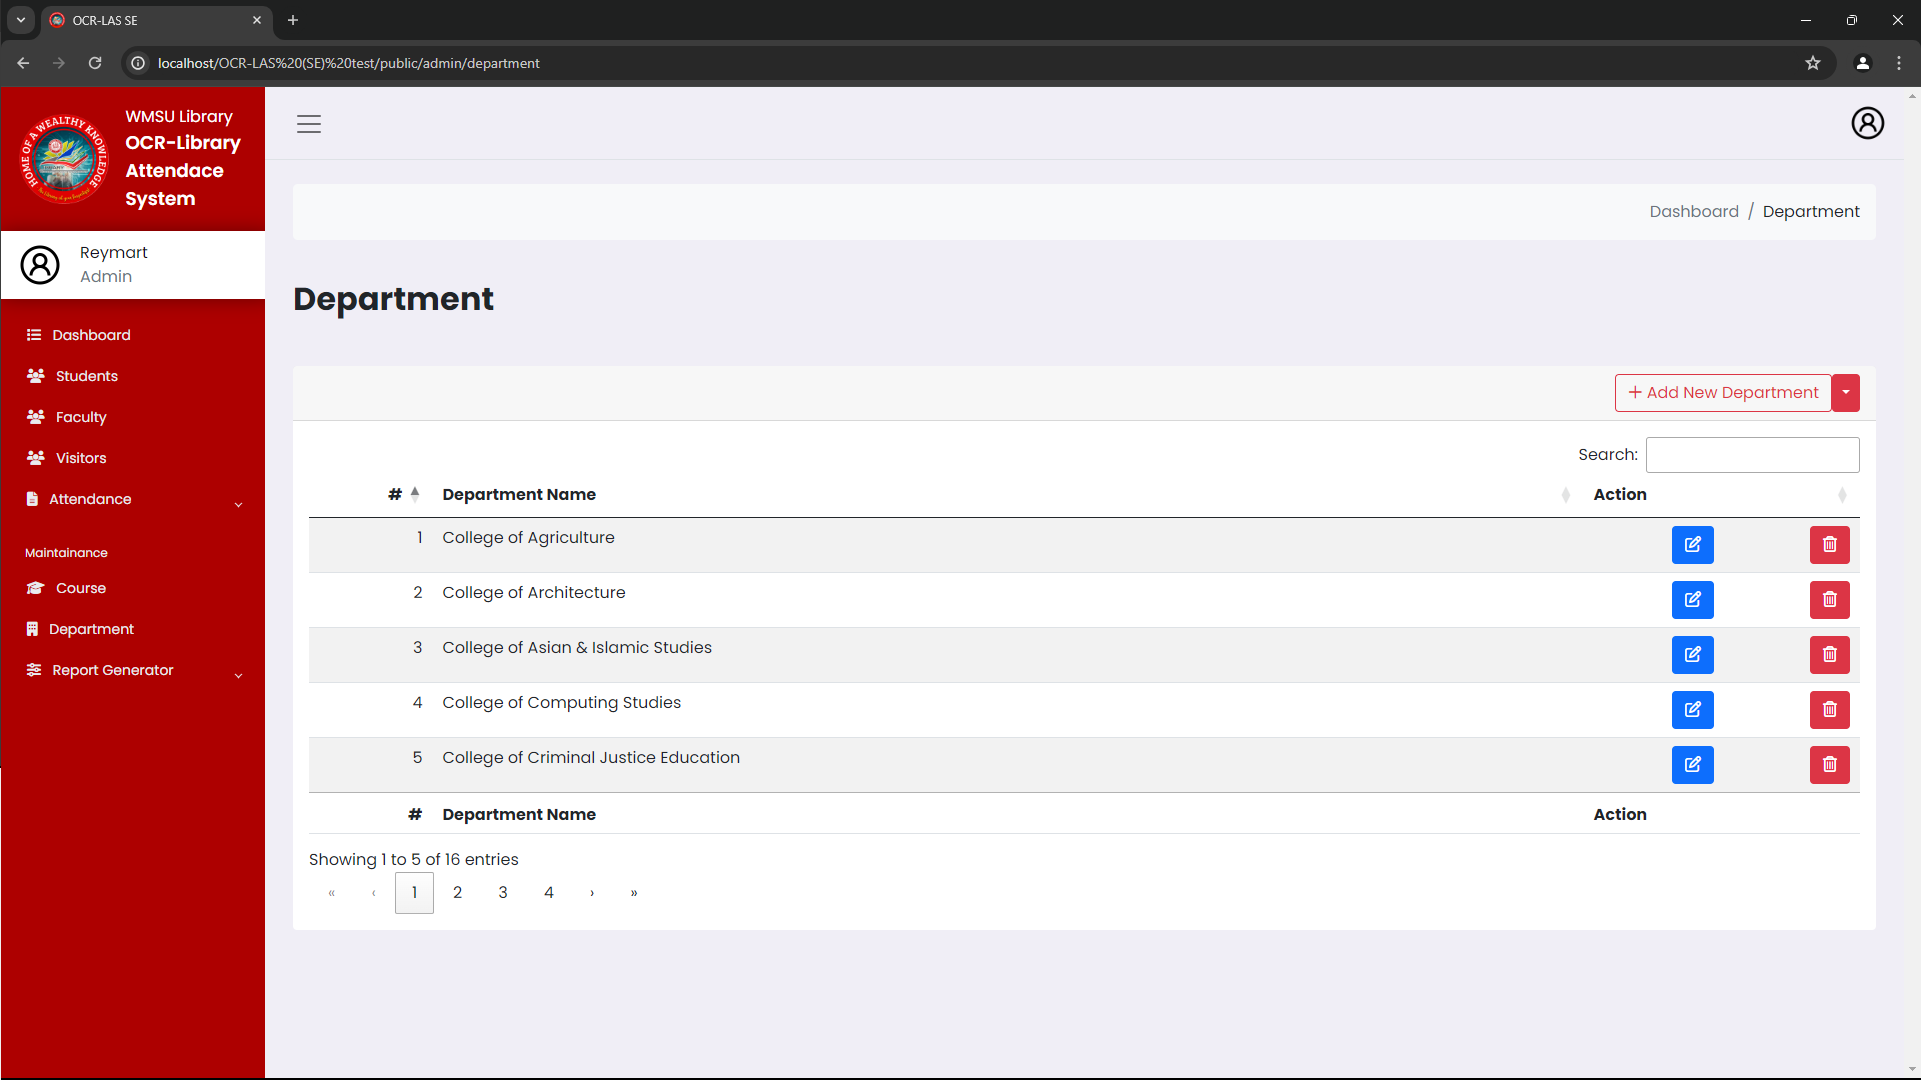 OCR-LAS SE
localhost/OCR-LAS%20(SE)%20test/public/admin/department
HOME OF A WEALTHY KNOWLEDGE
WMSU Library
OCR-Library
Attendace
System
Reymart
Admin
Dashboard
Students
Faculty
Visitors
Attendance
Maintainance
Course
Department
Report Generator
Dashboard / Department
Department
+ Add New Department
Search:
# Department Name Action
1 College of Agriculture
2 College of Architecture
3 College of Asian & Islamic Studies
4 College of Computing Studies
5 College of Criminal Justice Education
# Department Name Action
Showing 1 to 5 of 16 entries
« ‹ 1 2 3 4 › »